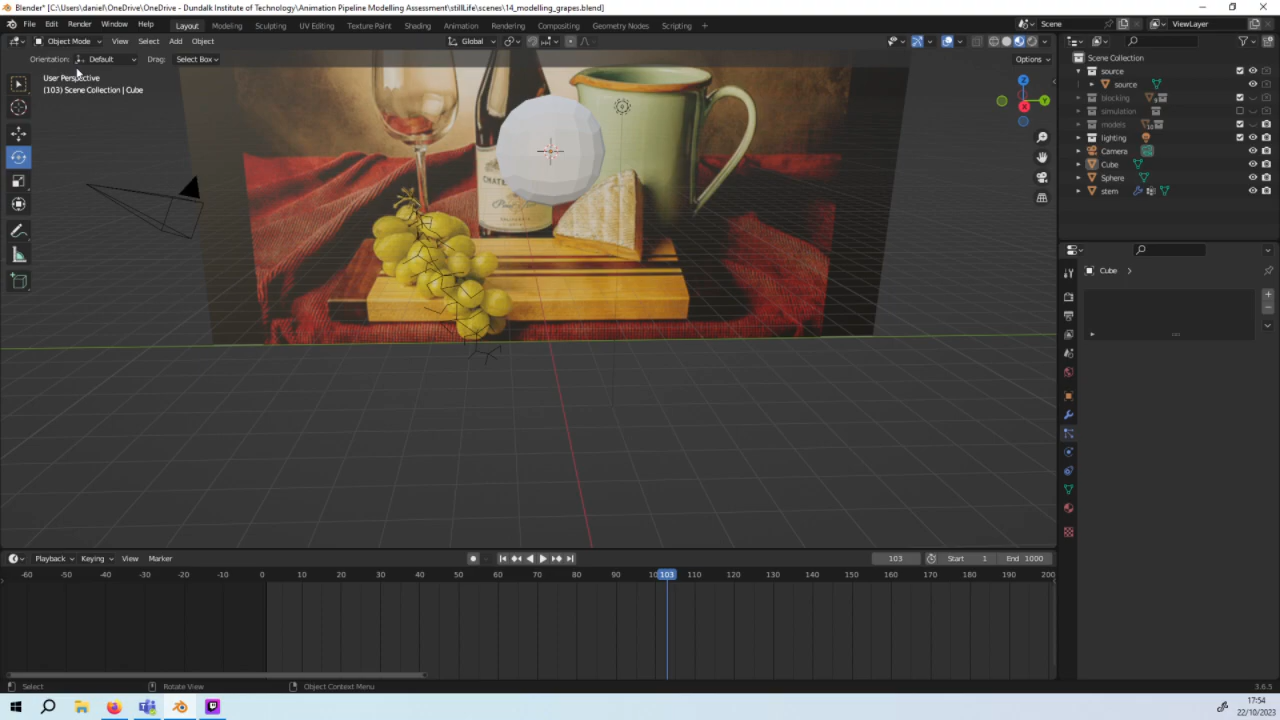 Blender* [C:\Users\daniel\OneDrive\OneDrive - Dundalk Institute of Technology\Animation Pipeline Modelling Assessment\stillLife\scenes\14_modelling_grapes.blend]
File Edit Render Window Help Layout Modeling Sculpting UV Editing Texture Paint Shading Animation Rendering Compositing Geometry Nodes Scripting + Scene ViewLayer
Object Mode View Select Add Object Global
Orientation: Default Drag: Select Box Options
User Perspective
(103) Scene Collection | Cube
Z
Y
X
CHATE
Scene Collection
source
source
blocking
simulation
models
lighting
Camera
Cube
Sphere
stem
Cube
Playback Keying View Marker 103 Start 1 End 1000
-60 -50 -40 -30 -20 -10 0 10 20 30 40 50 60 70 80 90 103 110 120 130 140 150 160 170 180 190 200
Select Rotate View Object Context Menu 3.6.5
17:54
22/10/2023